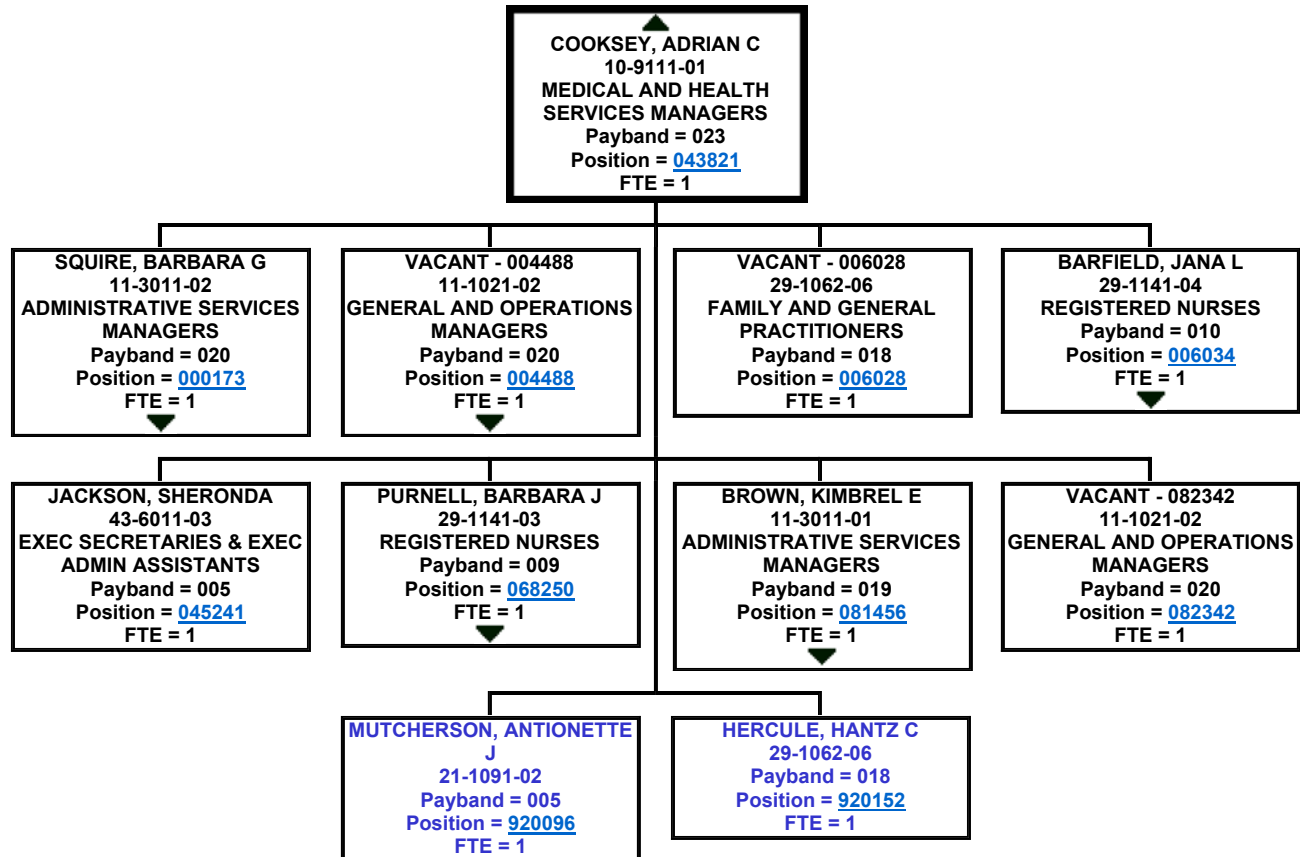 COOKSEY, ADRIAN C
10-9111-01
MEDICAL AND HEALTH
SERVICES MANAGERS
Payband = 023
Position = 043821
FTE = 1
SQUIRE, BARBARA G
11-3011-02
ADMINISTRATIVE SERVICES
MANAGERS
Payband = 020
Position = 000173
FTE = 1
VACANT - 004488
11-1021-02
GENERAL AND OPERATIONS
MANAGERS
Payband = 020
Position = 004488
FTE = 1
VACANT - 006028
29-1062-06
FAMILY AND GENERAL
PRACTITIONERS
Payband = 018
Position = 006028
FTE = 1
BARFIELD, JANA L
29-1141-04
REGISTERED NURSES
Payband = 010
Position = 006034
FTE = 1
JACKSON, SHERONDA
43-6011-03
EXEC SECRETARIES & EXEC
ADMIN ASSISTANTS
Payband = 005
Position = 045241
FTE = 1
PURNELL, BARBARA J
29-1141-03
REGISTERED NURSES
Payband = 009
Position = 068250
FTE = 1
BROWN, KIMBREL E
11-3011-01
ADMINISTRATIVE SERVICES
MANAGERS
Payband = 019
Position = 081456
FTE = 1
VACANT - 082342
11-1021-02
GENERAL AND OPERATIONS
MANAGERS
Payband = 020
Position = 082342
FTE = 1
MUTCHERSON, ANTIONETTE
J
21-1091-02
Payband = 005
Position = 920096
FTE = 1
HERCULE, HANTZ C
29-1062-06
Payband = 018
Position = 920152
FTE = 1